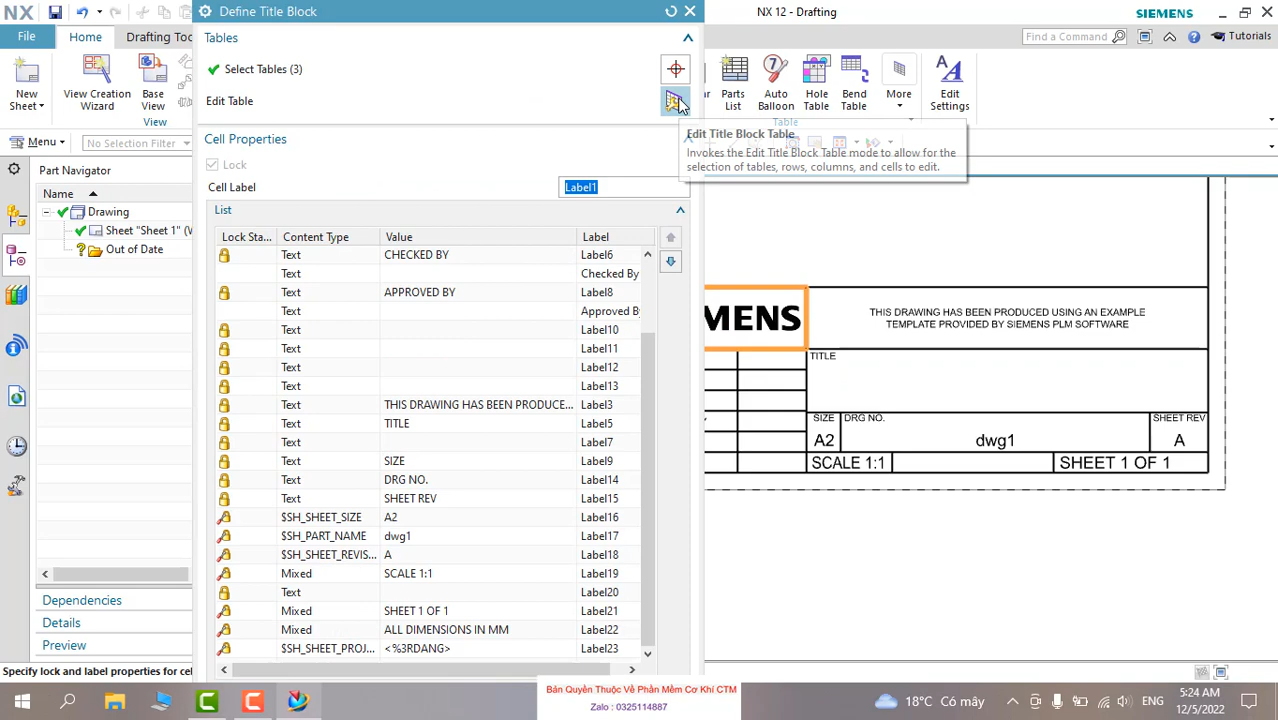 NX
Define Title Block
NX 12 - Drafting
SIEMENS
File
Home
Drafting Too
Find a Command
Tutorials
New
Sheet
View Creation
Wizard
Base
View
View
Parts
List
Auto
Balloon
Hole
Table
Bend
Table
More
Edit
Settings
Table
Menu
No Selection Filter
Tables
Select Tables (3)
Edit Table
Edit Title Block Table
Invokes the Edit Title Block Table mode to allow for the
selection of tables, rows, columns, and cells to edit.
Cell Properties
Lock
Cell Label
Label1
List
Part Navigator
Name
Drawing
Sheet "Sheet 1" (W
Out of Date
Dependencies
Details
Preview
Lock Sta... Content Type Value Label
Text CHECKED BY Label6
Text Checked By
Text APPROVED BY Label8
Text Approved By
Text Label10
Text Label11
Text Label12
Text Label13
Text THIS DRAWING HAS BEEN PRODUCE... Label3
Text TITLE Label5
Text Label7
Text SIZE Label9
Text DRG NO. Label14
Text SHEET REV Label15
$SH_SHEET_SIZE A2 Label16
$SH_PART_NAME dwg1 Label17
$SH_SHEET_REVIS... A Label18
Mixed SCALE 1:1 Label19
Text Label20
Mixed SHEET 1 OF 1 Label21
Mixed ALL DIMENSIONS IN MM Label22
$SH_SHEET_PROJ... <%3RDANG> Label23
MENS
THIS DRAWING HAS BEEN PRODUCED USING AN EXAMPLE
TEMPLATE PROVIDED BY SIEMENS PLM SOFTWARE
TITLE
SIZE DRG NO. SHEET REV
A2 dwg1 A
SCALE 1:1 SHEET 1 OF 1
Specify lock and label properties for cel
Bản Quyền Thuộc Về Phần Mềm Cơ Khí CTM
Zalo : 0325114887
18°C Có mây
ENG
5:24 AM
12/5/2022